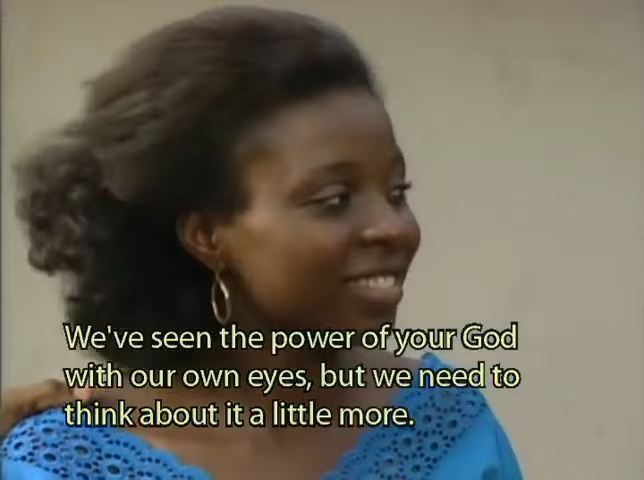 We've seen the power of your God
with our own eyes, but we need to
think about it a little more.